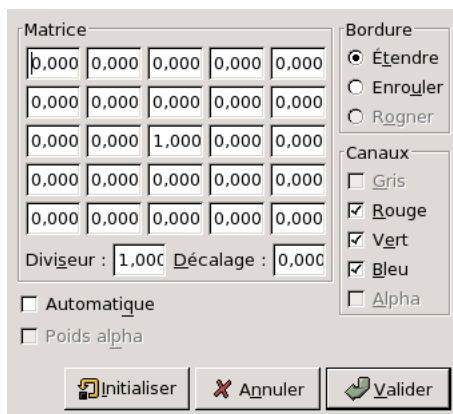 Matrice
0,000 0,000 0,000 0,000 0,000
0,000 0,000 0,000 0,000 0,000
0,000 0,000 1,000 0,000 0,000
0,000 0,000 0,000 0,000 0,000
0,000 0,000 0,000 0,000 0,000
Diviseur : 1,000 Décalage : 0,000
Automatique
Poids alpha
Bordure
Étendre
Enrouler
Rogner
Canaux
Gris
Rouge
Vert
Bleu
Alpha
Initialiser Annuler Valider